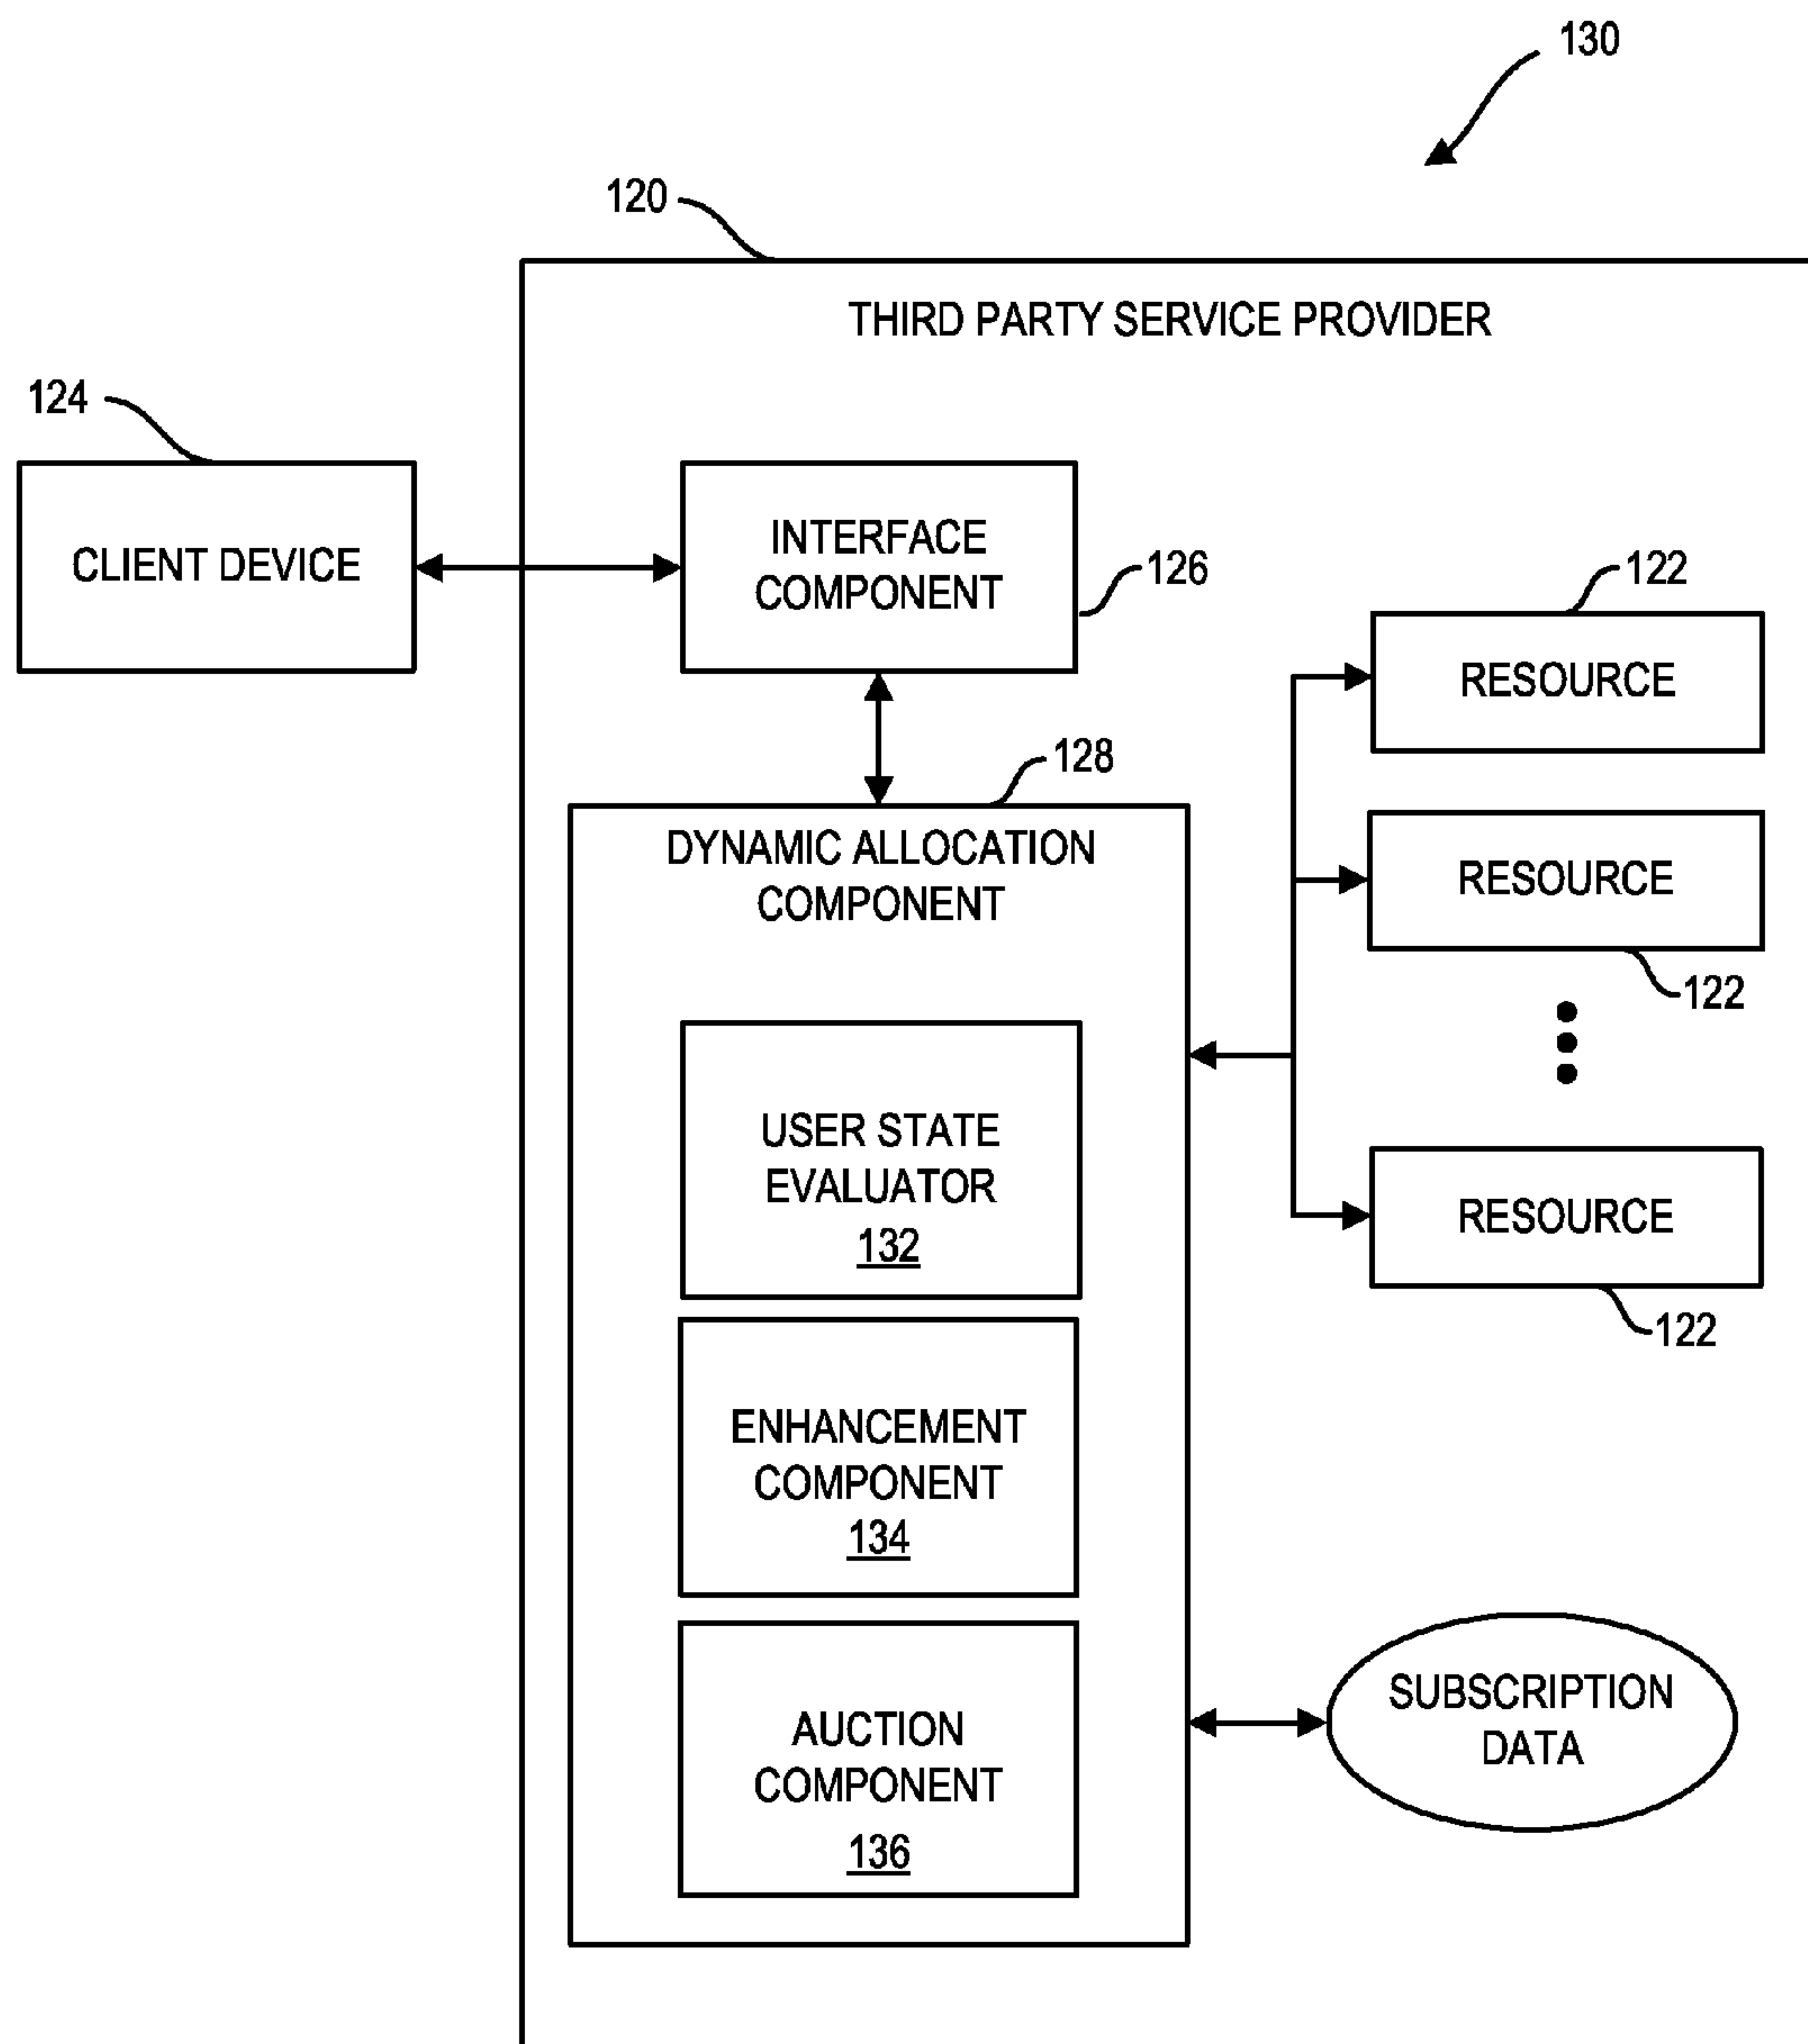 130
120
THIRD PARTY SERVICE PROVIDER
124
CLIENT DEVICE
INTERFACE
COMPONENT
126
122
RESOURCE
128
DYNAMIC ALLOCATION
COMPONENT
RESOURCE
122
USER STATE
EVALUATOR
132
RESOURCE
122
ENHANCEMENT
COMPONENT
134
AUCTION
COMPONENT
136
SUBSCRIPTION
DATA